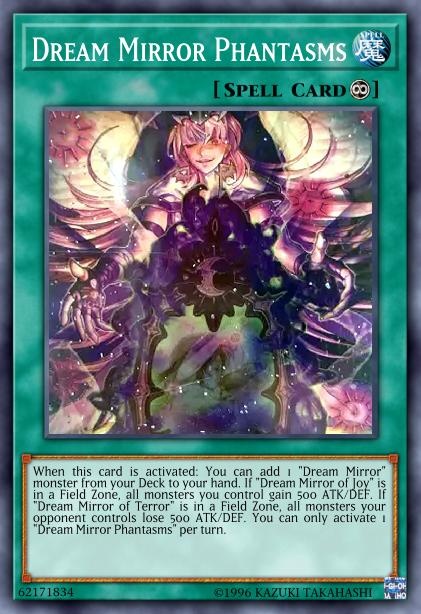 DREAM MIRROR PHANTASMS
SPELL
魔
[SPELL CARD]
When this card is activated: You can add 1 "Dream Mirror"
monster from your Deck to your hand. If "Dream Mirror of Joy" is
in a Field Zone, all monsters you control gain 500 ATK/DEF. If
"Dream Mirror of Terror" is in a Field Zone, all monsters your
opponent controls lose 500 ATK/DEF. You can only activate 1
"Dream Mirror Phantasms" per turn.
62171834
©1996 KAZUKI TAKAHASHI